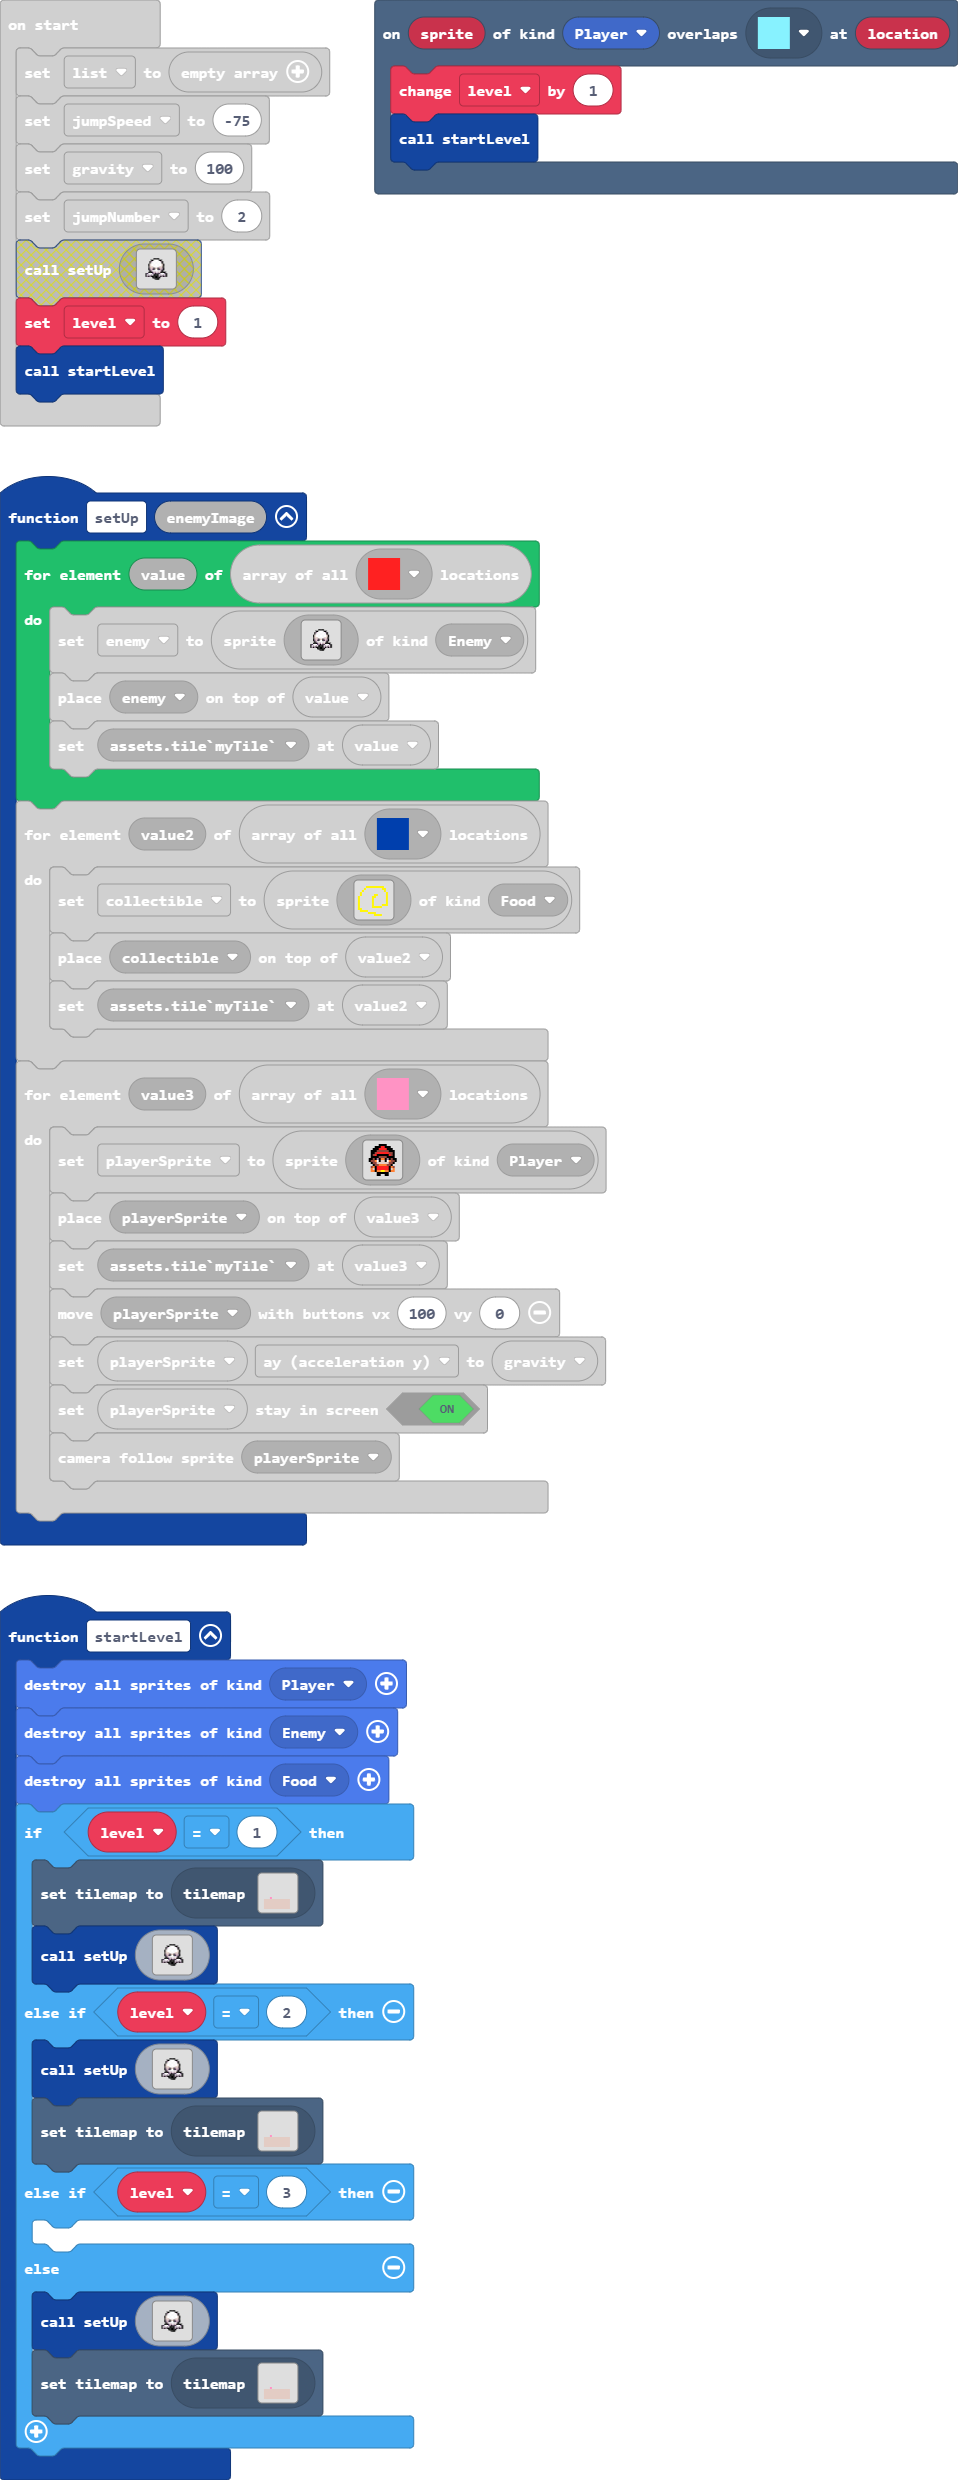 on start
set list to empty array
set jumpSpeed to -75
set gravity to 100
set jumpNumber to 2
call setUp
set level to 1
call startLevel
on sprite of kind Player overlaps at location
change level by 1
call startLevel
function setUp enemyImage
for element value of array of all locations
do
set enemy to sprite of kind Enemy
place enemy on top of value
set assets.tile`myTile` at value
for element value2 of array of all locations
do
set collectible to sprite of kind Food
place collectible on top of value2
set assets.tile`myTile` at value2
for element value3 of array of all locations
do
set playerSprite to sprite of kind Player
place playerSprite on top of value3
set assets.tile`myTile` at value3
move playerSprite with buttons vx 100 vy 0
set playerSprite ay (acceleration y) to gravity
set playerSprite stay in screen ON
camera follow sprite playerSprite
function startLevel
destroy all sprites of kind Player
destroy all sprites of kind Enemy
destroy all sprites of kind Food
if level = 1 then
set tilemap to tilemap
call setUp
else if level = 2 then
call setUp
set tilemap to tilemap
else if level = 3 then
else
call setUp
set tilemap to tilemap